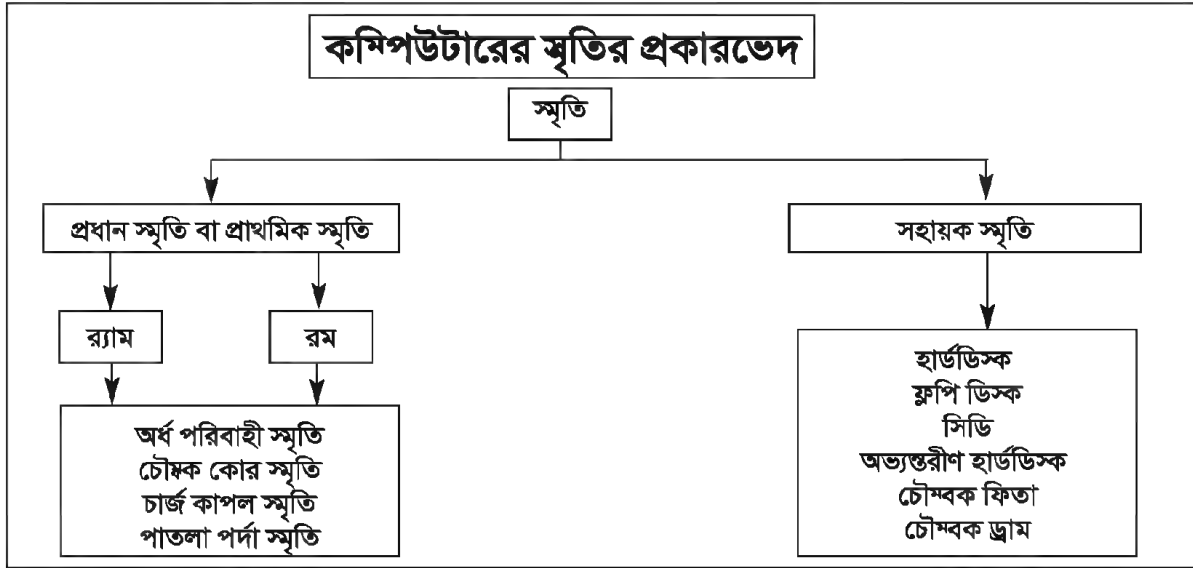 কম্পিউটারের স্মৃতির প্রকারভেদ
স্মৃতি
প্রধান স্মৃতি বা প্রাথমিক স্মৃতি
সহায়ক স্মৃতি
র‍্যাম
রম
অর্ধ পরিবাহী স্মৃতি
চৌম্বক কোর স্মৃতি
চার্জ কাপল স্মৃতি
পাতলা পর্দা স্মৃতি
হার্ডডিস্ক
ফ্লপি ডিস্ক
সিডি
অভ্যন্তরীণ হার্ডডিস্ক
চৌম্বক ফিতা
চৌম্বক ড্রাম